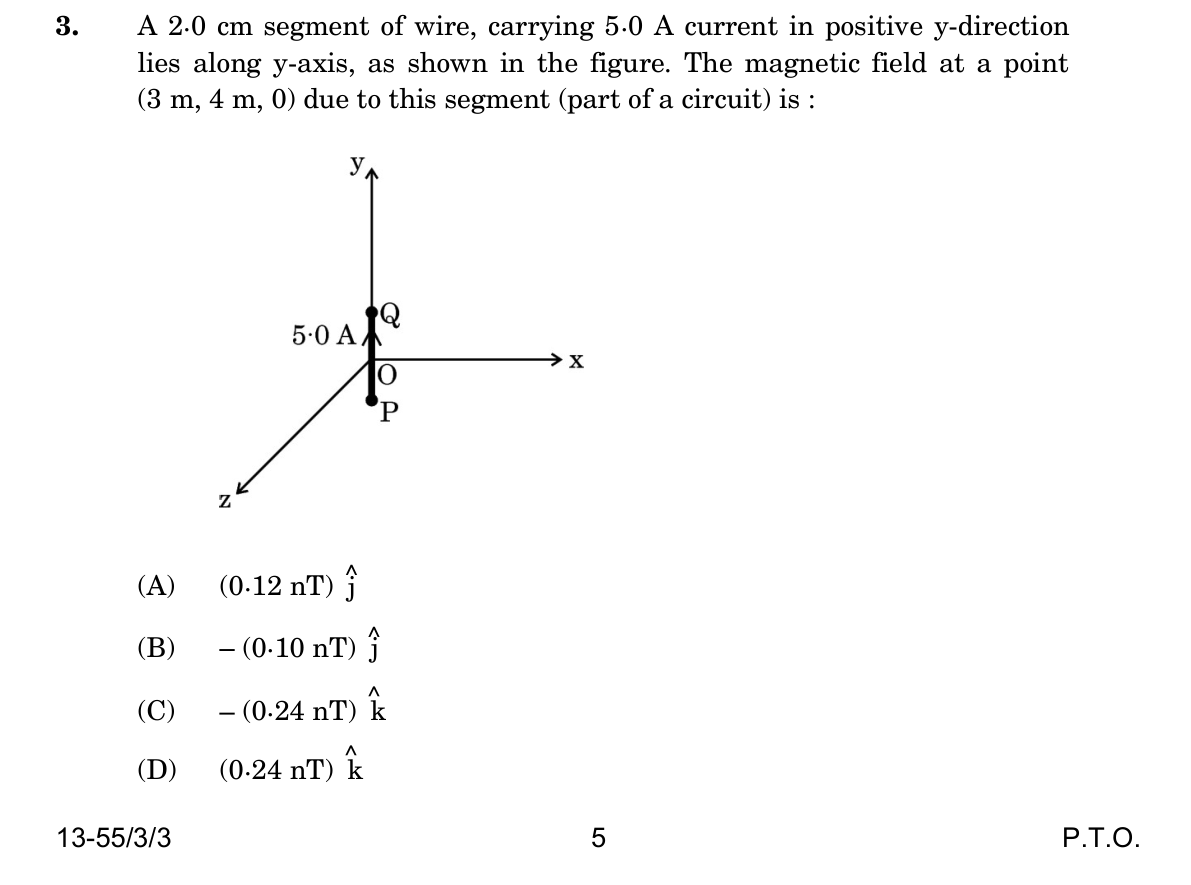 3. A 2·0 cm segment of wire, carrying 5·0 A current in positive y-direction
lies along y-axis, as shown in the figure. The magnetic field at a point
(3 m, 4 m, 0) due to this segment (part of a circuit) is :
y
Q
5·0 A
x
O
P
z
(A) (0·12 nT) ĵ
(B) – (0·10 nT) ĵ
(C) – (0·24 nT) k̂
(D) (0·24 nT) k̂
13-55/3/3 5 P.T.O.